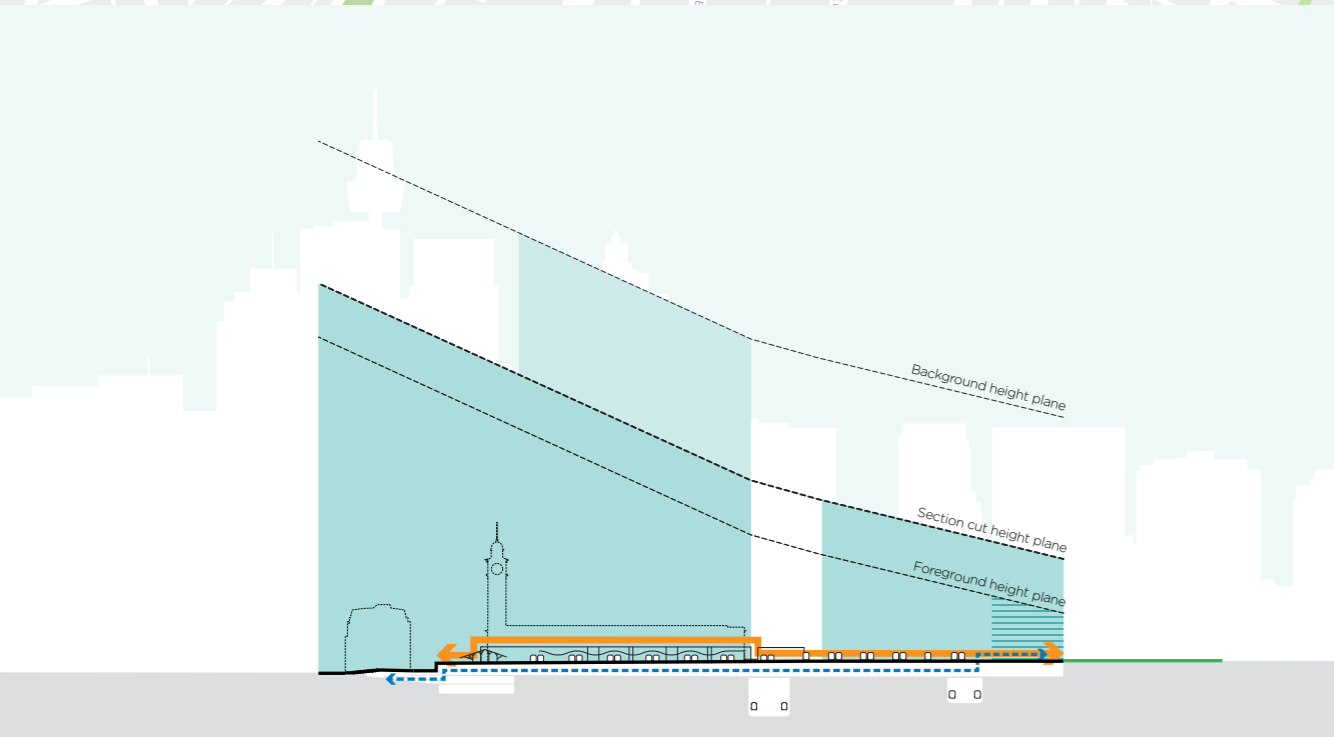 Background height plane
Section cut height plane
Foreground height plane